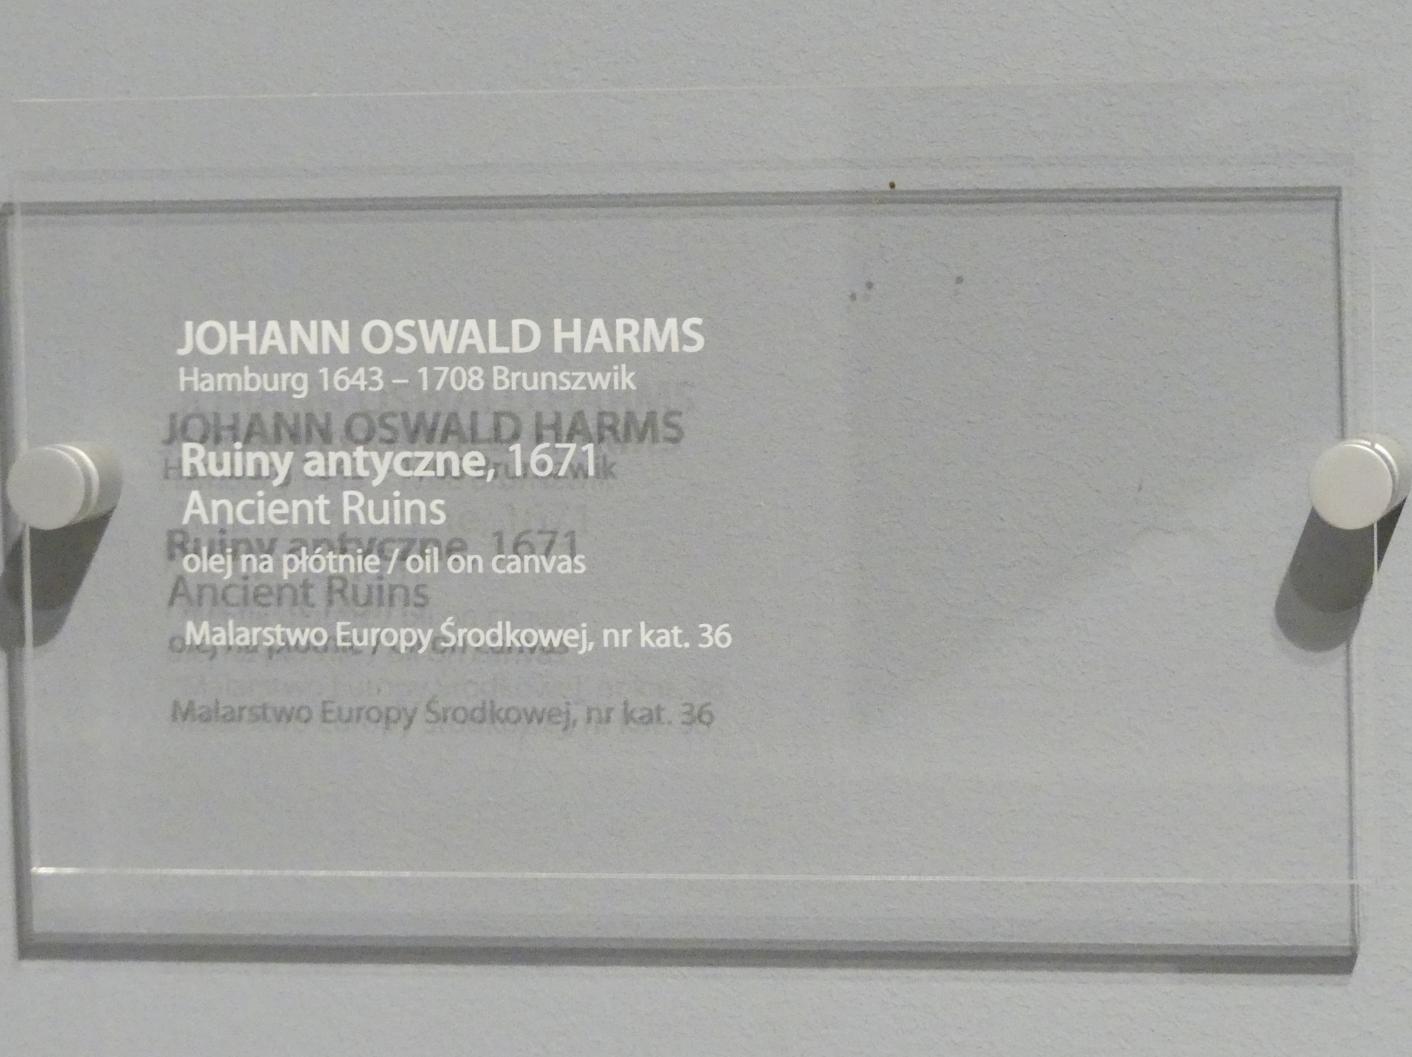 JOHANN OSWALD HARMS
Hamburg 1643 – 1708 Brunszwik
Ruiny antyczne, 1671
Ancient Ruins
olej na płótnie / oil on canvas
Malarstwo Europy Środkowej, nr kat. 36